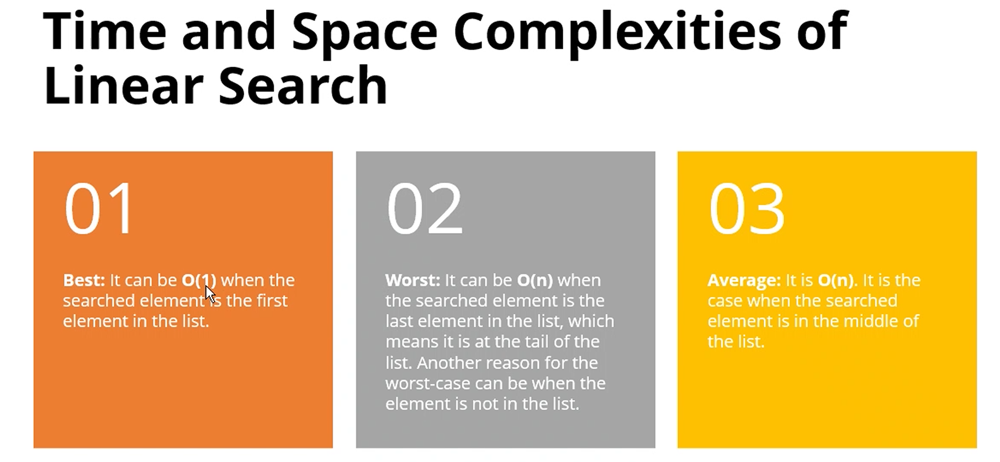 Time and Space Complexities of
Linear Search
01
Best: It can be O(1) when the
searched element is the first
element in the list.
02
Worst: It can be O(n) when
the searched element is the
last element in the list, which
means it is at the tail of the
list. Another reason for the
worst-case can be when the
element is not in the list.
03
Average: It is O(n). It is the
case when the searched
element is in the middle of
the list.